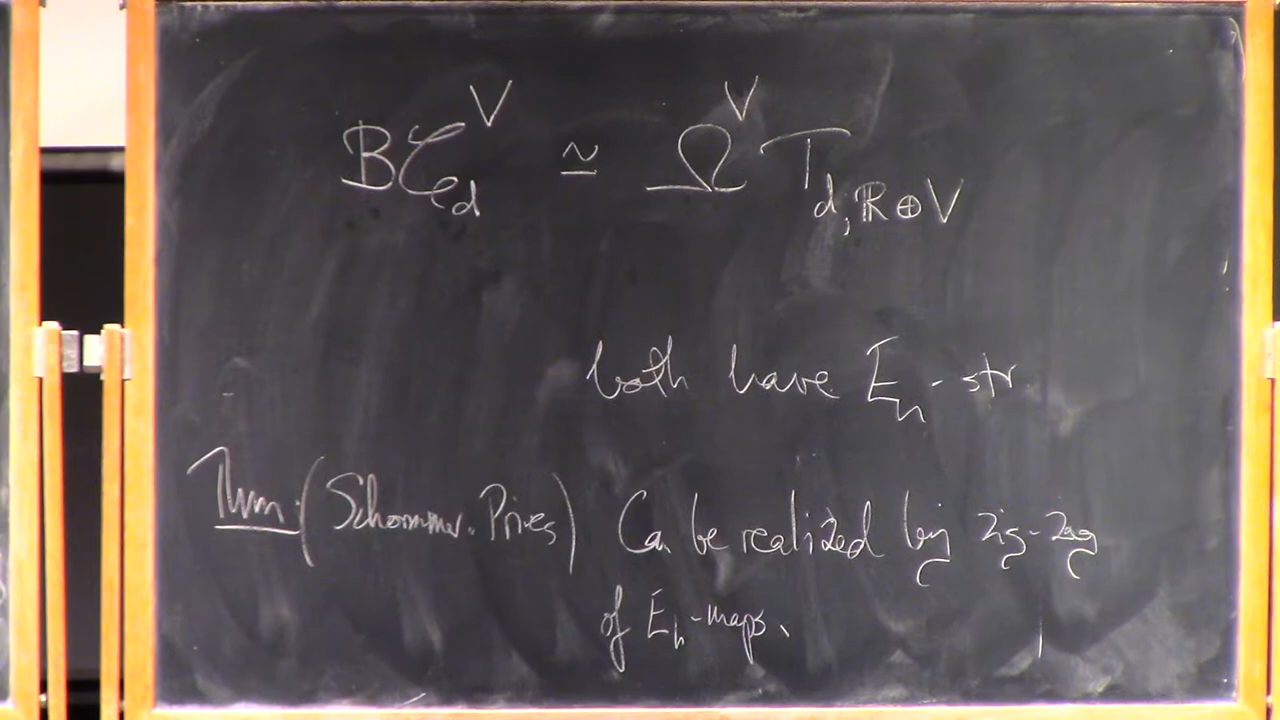 B𝒞_d^V ≃ Ω^V T_{d, ℝ⊕V}
both have E_n-str
Thm: (Schommer-Pries) Can be realized by zig-zag
of E_n-maps.